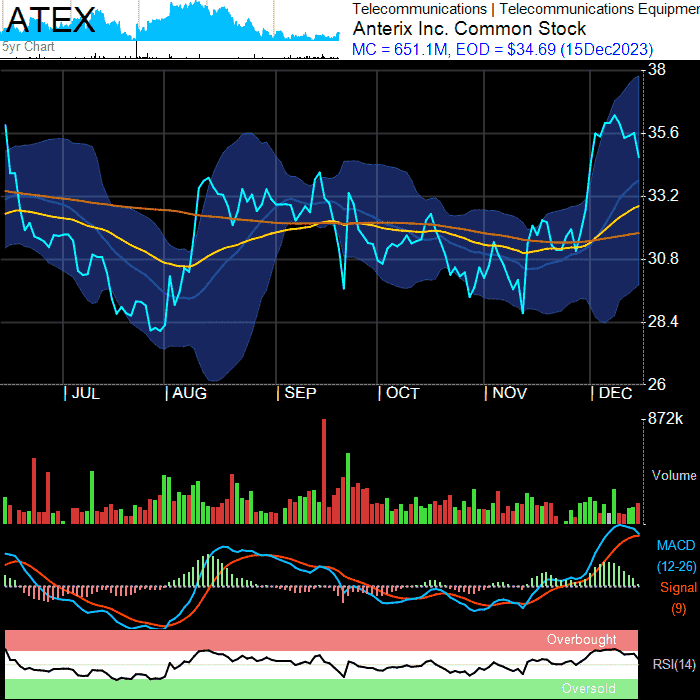 ATEX
5yr Chart
Telecommunications | Telecommunications Equipmen
Anterix Inc. Common Stock
MC = 651.1M, EOD = $34.69 (15Dec2023)
38
35.6
33.2
30.8
28.4
26
| JUL | AUG | SEP | OCT | NOV | DEC
872k
Volume
MACD
(12-26)
Signal
(9)
Overbought
RSI(14)
Oversold